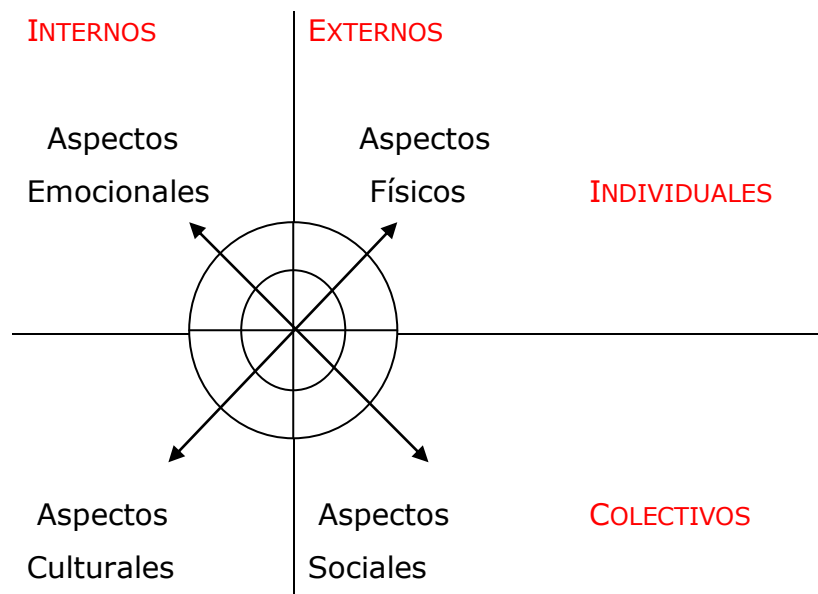 INTERNOS EXTERNOS
Aspectos Aspectos
Emocionales Físicos INDIVIDUALES
Aspectos Aspectos COLECTIVOS
Culturales Sociales